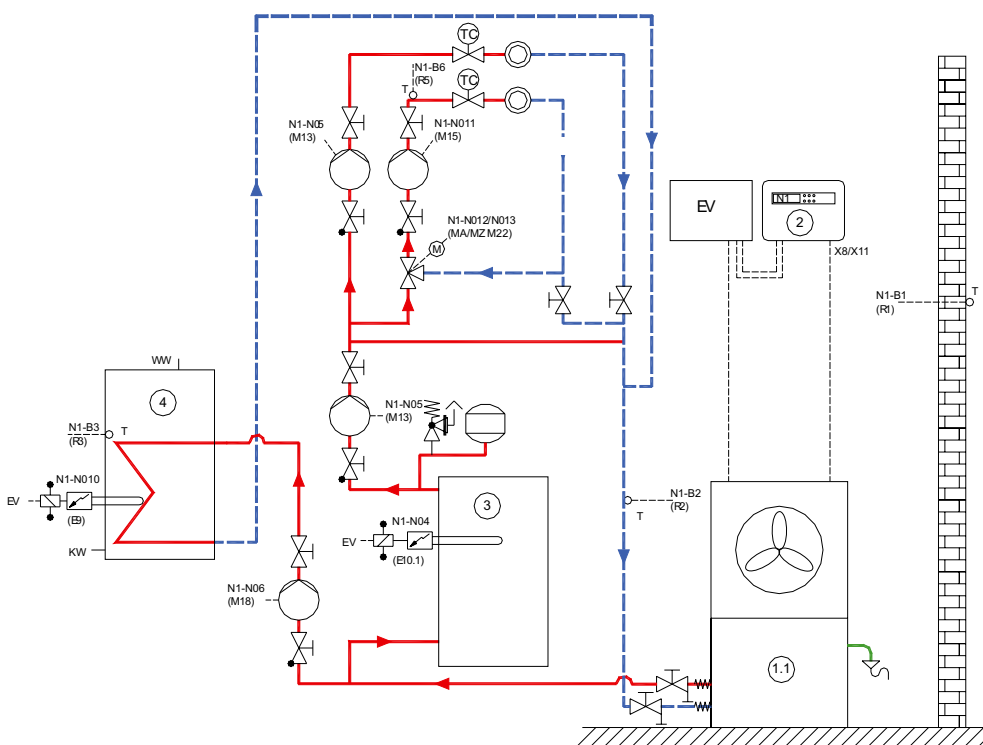 TC
N1-B6
(R5)
T
TC
N1-N05
(M13)
N1-N011
(M15)
EV
N1
2
N1-N012/N013
(MA/MZ M22)
M
X8/X11
N1-B1
(R1)
T
WW
4
N1-B3
(R3)
T
N1-N05
(M13)
N1-N010
EV
(E9)
3
N1-B2
(R2)
T
N1-N04
EV
(E10.1)
KW
N1-N06
(M18)
1.1